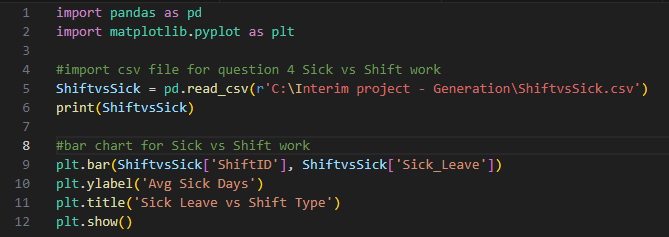 1 import pandas as pd
2 import matplotlib.pyplot as plt
3
4 #import csv file for question 4 Sick vs Shift work
5 ShiftvsSick = pd.read_csv(r'C:\Interim project - Generation\ShiftvsSick.csv')
6 print(ShiftvsSick)
7
8 #bar chart for Sick vs Shift work
9 plt.bar(ShiftvsSick['ShiftID'], ShiftvsSick['Sick_Leave'])
10 plt.ylabel('Avg Sick Days')
11 plt.title('Sick Leave vs Shift Type')
12 plt.show()